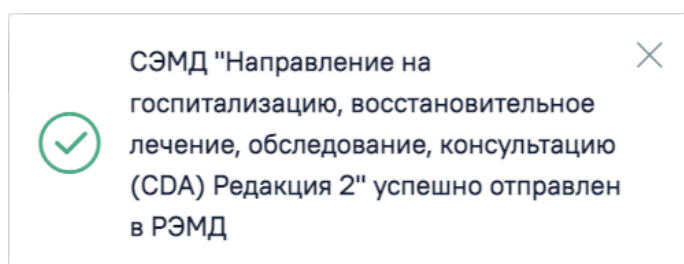 СЭМД "Направление на
госпитализацию, восстановительное
лечение, обследование, консультацию
(CDA) Редакция 2" успешно отправлен
в РЭМД